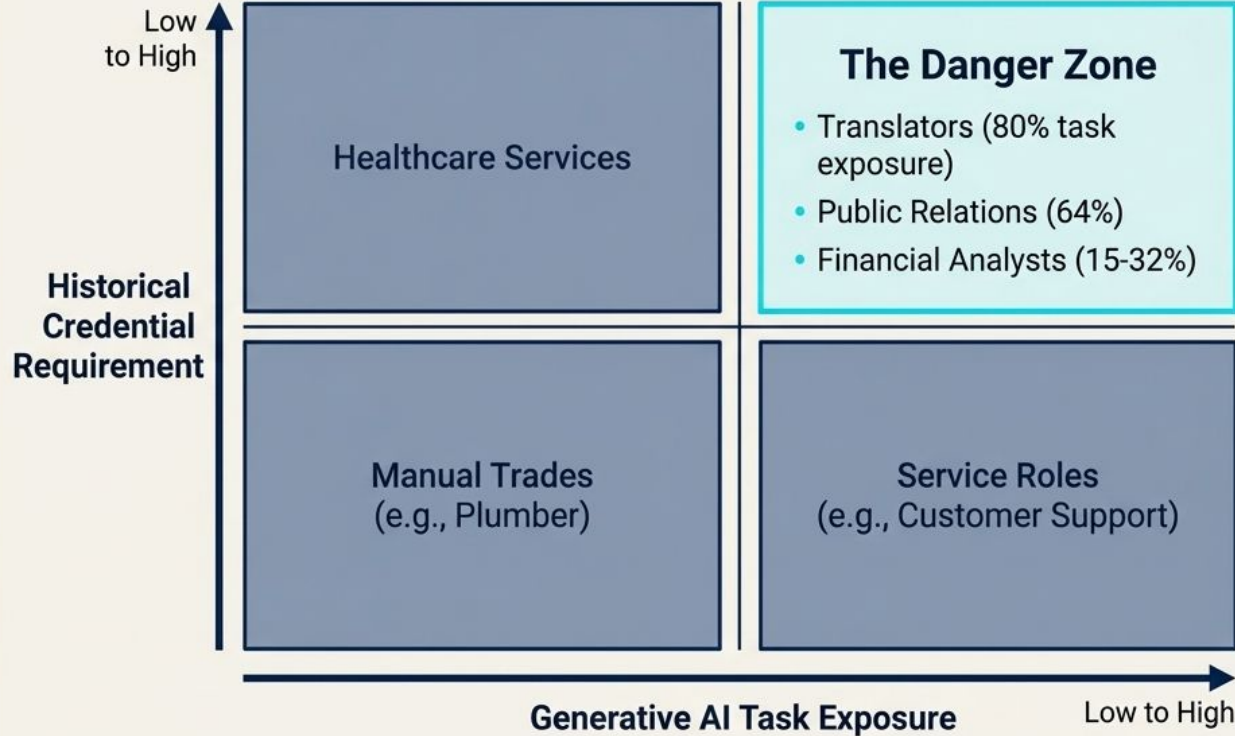 Low
to High
Healthcare Services
The Danger Zone
• Translators (80% task
exposure)
• Public Relations (64%)
• Financial Analysts (15-32%)
Historical
Credential
Requirement
Manual Trades
(e.g., Plumber)
Service Roles
(e.g., Customer Support)
Generative AI Task Exposure
Low to High